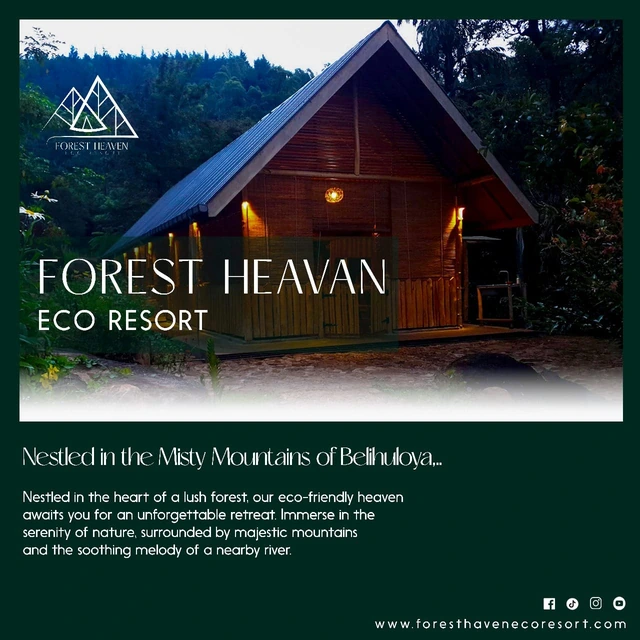 FOREST HEAVEN
ECO RESORT
FOREST HEAVAN
ECO RESORT
Nestled in the Misty Mountains of Belihuloya,..
Nestled in the heart of a lush forest, our eco-friendly heaven
awaits you for an unforgettable retreat. Immerse in the
serenity of nature, surrounded by majestic mountains
and the soothing melody of a nearby river.
www.foresthavenecoresort.com